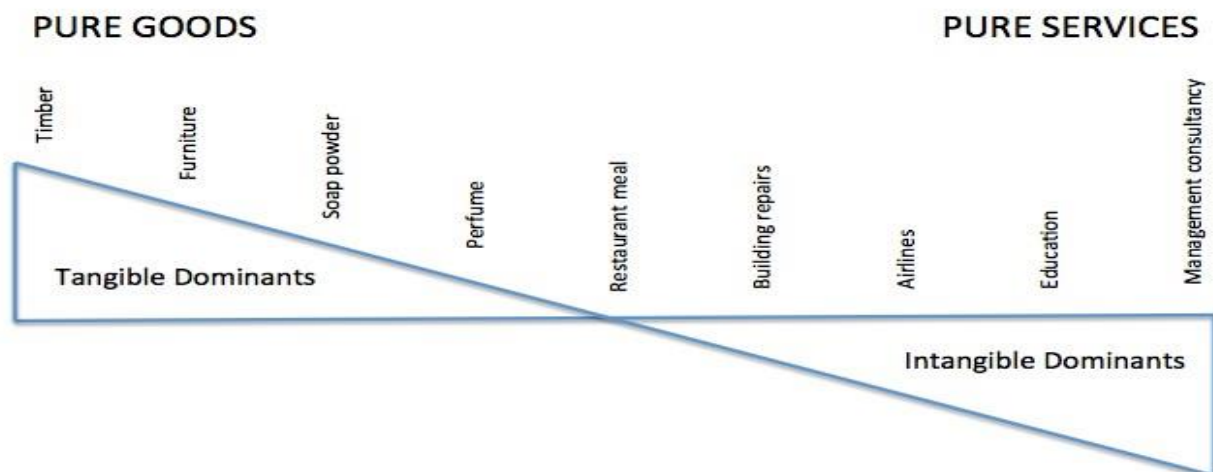 PURE GOODS
PURE SERVICES
Timber
Furniture
Soap powder
Perfume
Restaurant meal
Building repairs
Airlines
Education
Management consultancy
Tangible Dominants
Intangible Dominants